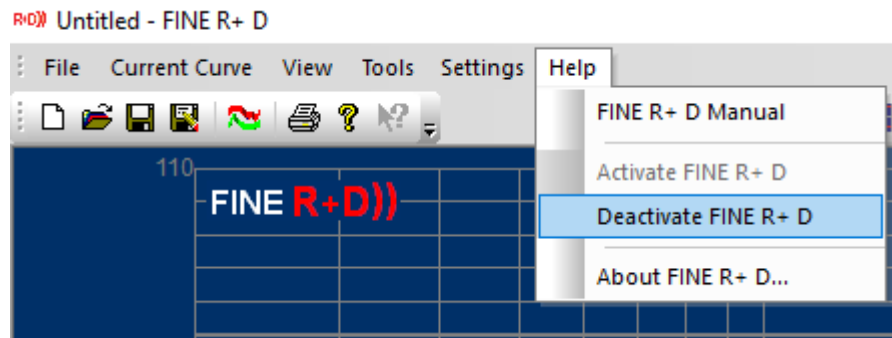 R+D)) Untitled - FINE R+ D
File Current Curve View Tools Settings Help
FINE R+ D Manual
110
Activate FINE R+ D
FINE R+D))
Deactivate FINE R+ D
About FINE R+ D...